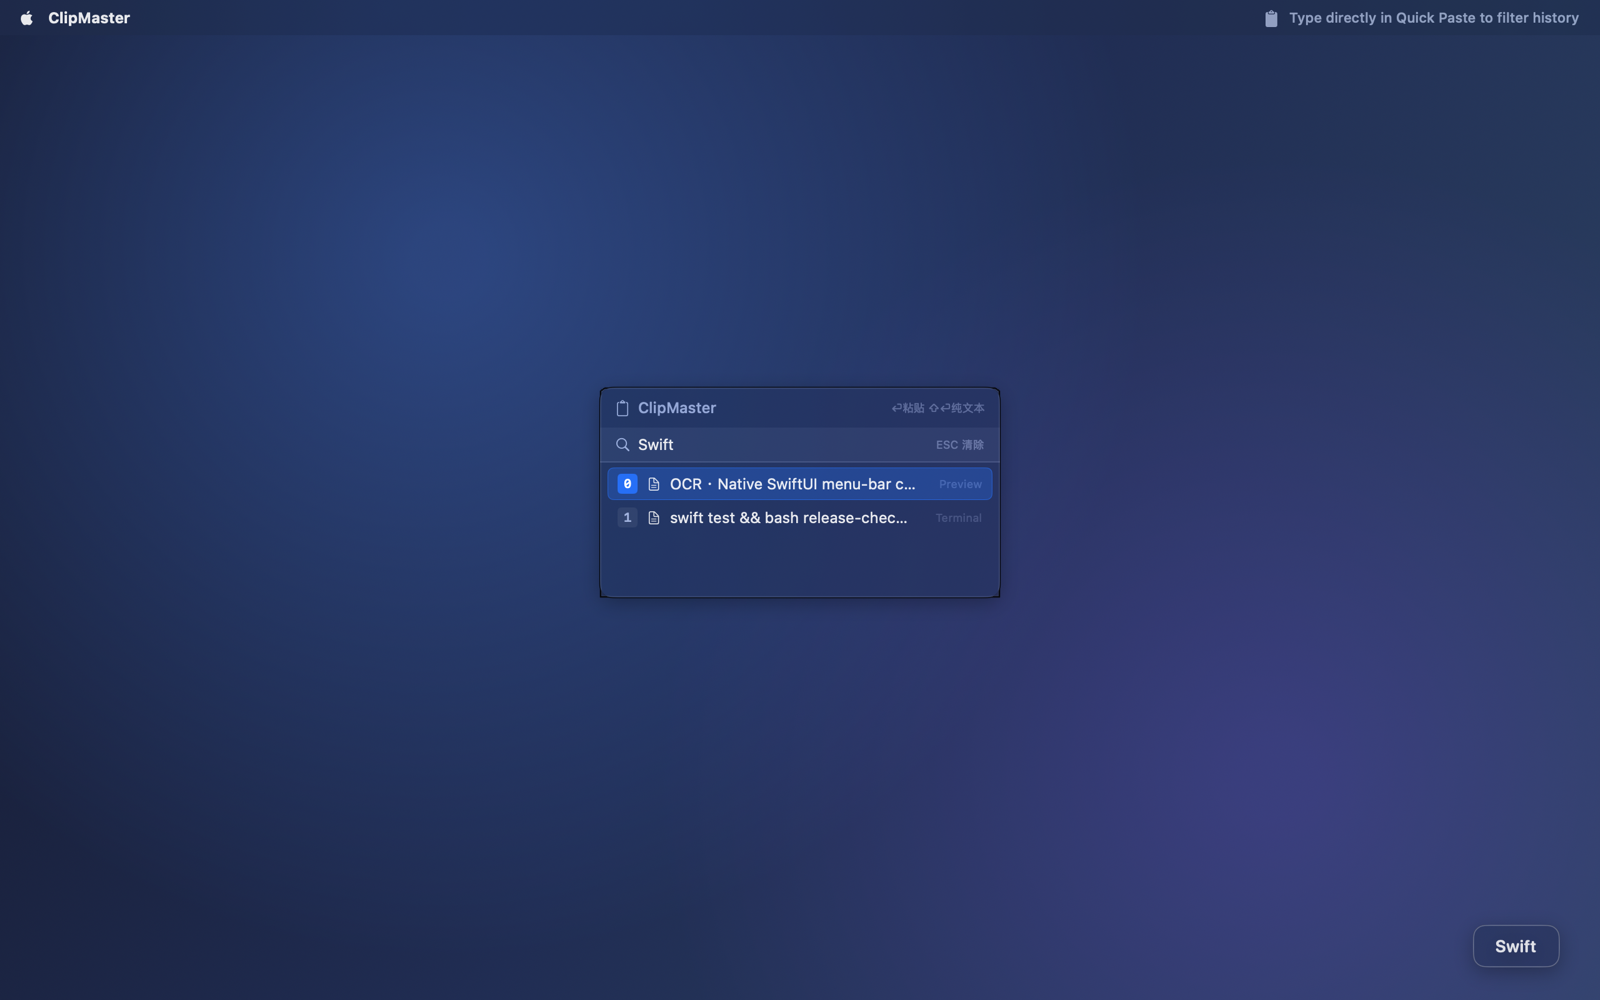 ClipMaster
Type directly in Quick Paste to filter history
ClipMaster
⏎粘贴 ⇧⏎纯文本
Swift
ESC 清除
0 OCR · Native SwiftUI menu-bar c... Preview
1 swift test && bash release-chec... Terminal
Swift